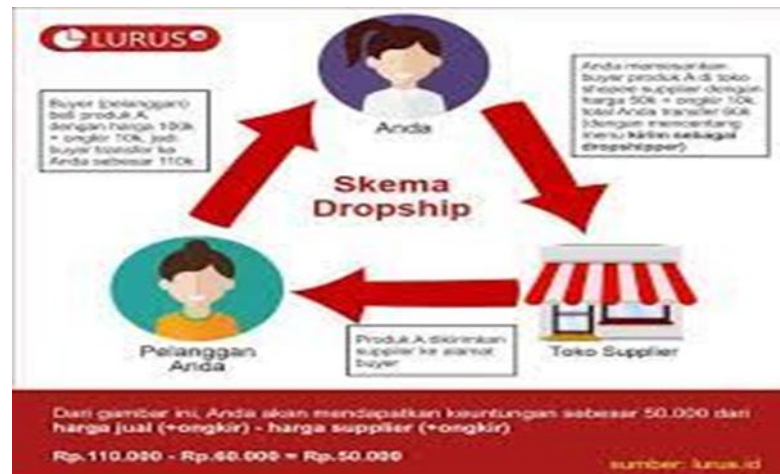 LURUS
Anda
Buyer (pelanggan)
beli produk A
dengan harga 100k
+ ongkir 10k, jadi
buyer transfer ke
Anda sebesar 110k
Anda memesankan
buyer produk A di toko
shopee supplier dengan
harga 50k + ongkir 10k,
total Anda transfer 60k
(dengan mencentang
menu kirim sebagai
dropshipper)
Skema
Dropship
Pelanggan
Anda
Produk A dikirimkan
supplier ke alamat
buyer
Toko Supplier
Dari gambar ini, Anda akan mendapatkan keuntungan sebesar 50.000 dari
harga jual (+ongkir) - harga supplier (+ongkir)
Rp.110.000 - Rp.60.000 = Rp.50.000
sumber: lurus.id